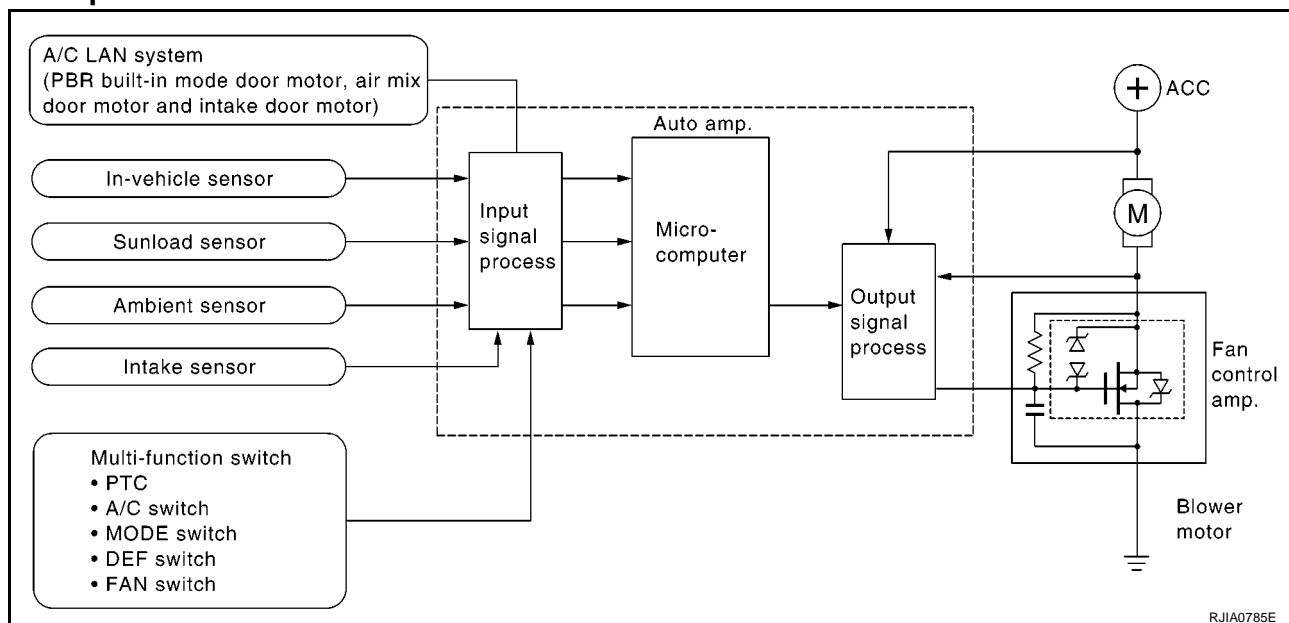 A/C LAN system
(PBR built-in mode door motor, air mix
door motor and intake door motor)
In-vehicle sensor
Sunload sensor
Ambient sensor
Intake sensor
Multi-function switch
• PTC
• A/C switch
• MODE switch
• DEF switch
• FAN switch
Auto amp.
Input
signal
process
Micro-
computer
Output
signal
process
+ ACC
M
Fan
control
amp.
Blower
motor
RJIA0785E